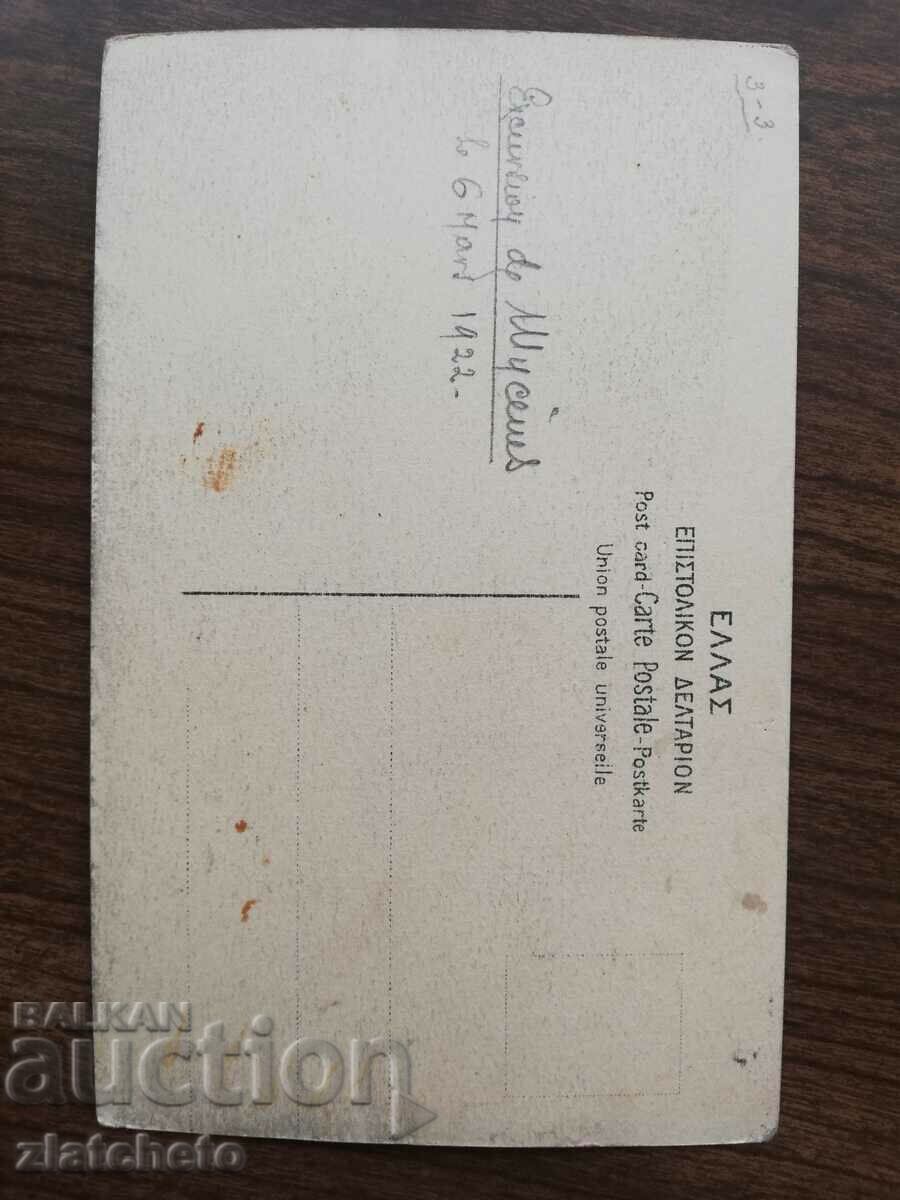 3-3.
Excursion de Mycènes
le 6 Mars 1922-
ΕΛΛΑΣ
ΕΠΙΣΤΟΛΙΚΟΝ ΔΕΛΤΑΡΙΟΝ
Post card-Carte Postale-Postkarte
Union postale universelle
BALKAN
auction
zlatcheto